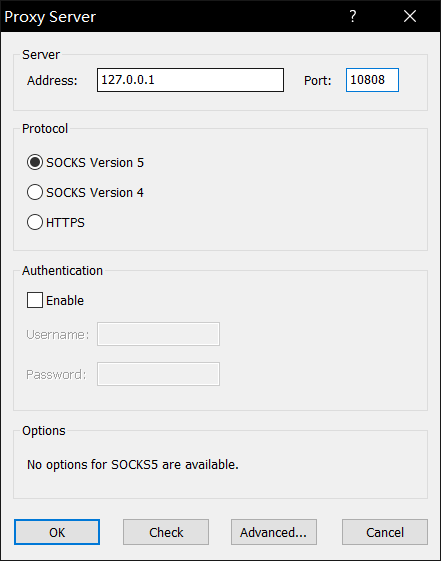 Proxy Server ?
Server
Address: 127.0.0.1 Port: 10808
Protocol
SOCKS Version 5
SOCKS Version 4
HTTPS
Authentication
Enable
Username:
Password:
Options
No options for SOCKS5 are available.
OK Check Advanced... Cancel